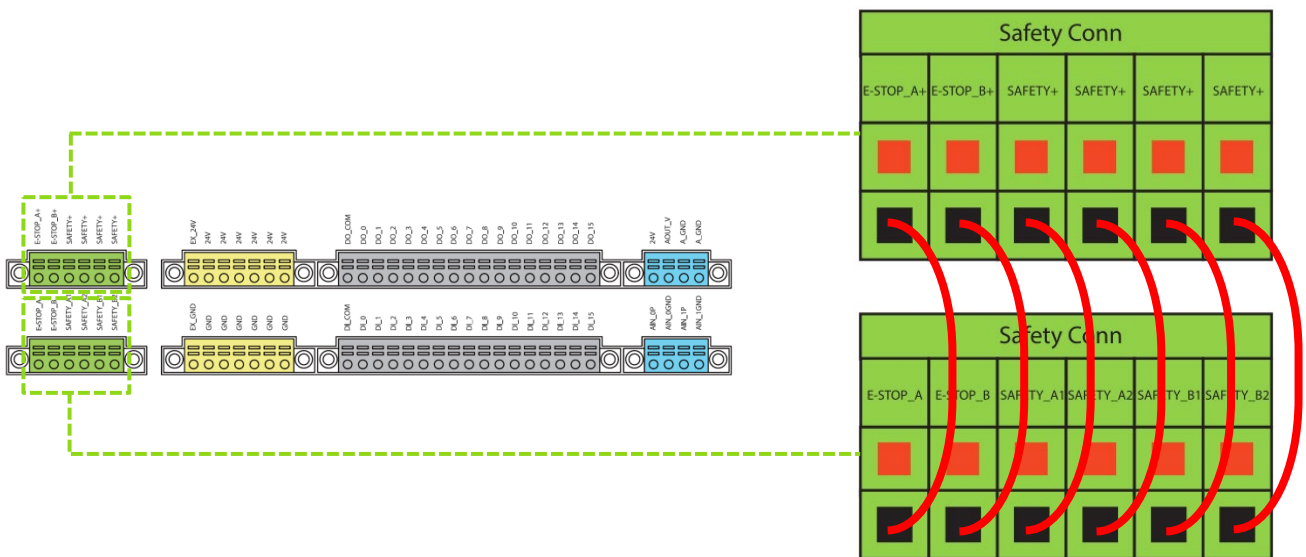 Safety Conn
E-STOP_A+ E-STOP_B+ SAFETY+ SAFETY+ SAFETY+ SAFETY+
E-STOP_A+
E-STOP_B+
SAFETY+
SAFETY+
SAFETY+
SAFETY+
EX_24V
24V
24V
24V
24V
24V
24V
DO_COM
DO_0
DO_1
DO_2
DO_3
DO_4
DO_5
DO_6
DO_7
DO_8
DO_9
DO_10
DO_11
DO_12
DO_13
DO_14
DO_15
24V
AOUT_V
A_GND
A_GND
E-STOP_A
E-STOP_B
SAFETY_A1
SAFETY_A2
SAFETY_B1
SAFETY_B2
EX_GND
GND
GND
GND
GND
GND
GND
DI_COM
DI_0
DI_1
DI_2
DI_3
DI_4
DI_5
DI_6
DI_7
DI_8
DI_9
DI_10
DI_11
DI_12
DI_13
DI_14
DI_15
AIN_0P
AIN_0GND
AIN_1P
AIN_1GND
Safety Conn
E-STOP_A E-STOP_B SAFETY_A1 SAFETY_A2 SAFETY_B1 SAFETY_B2